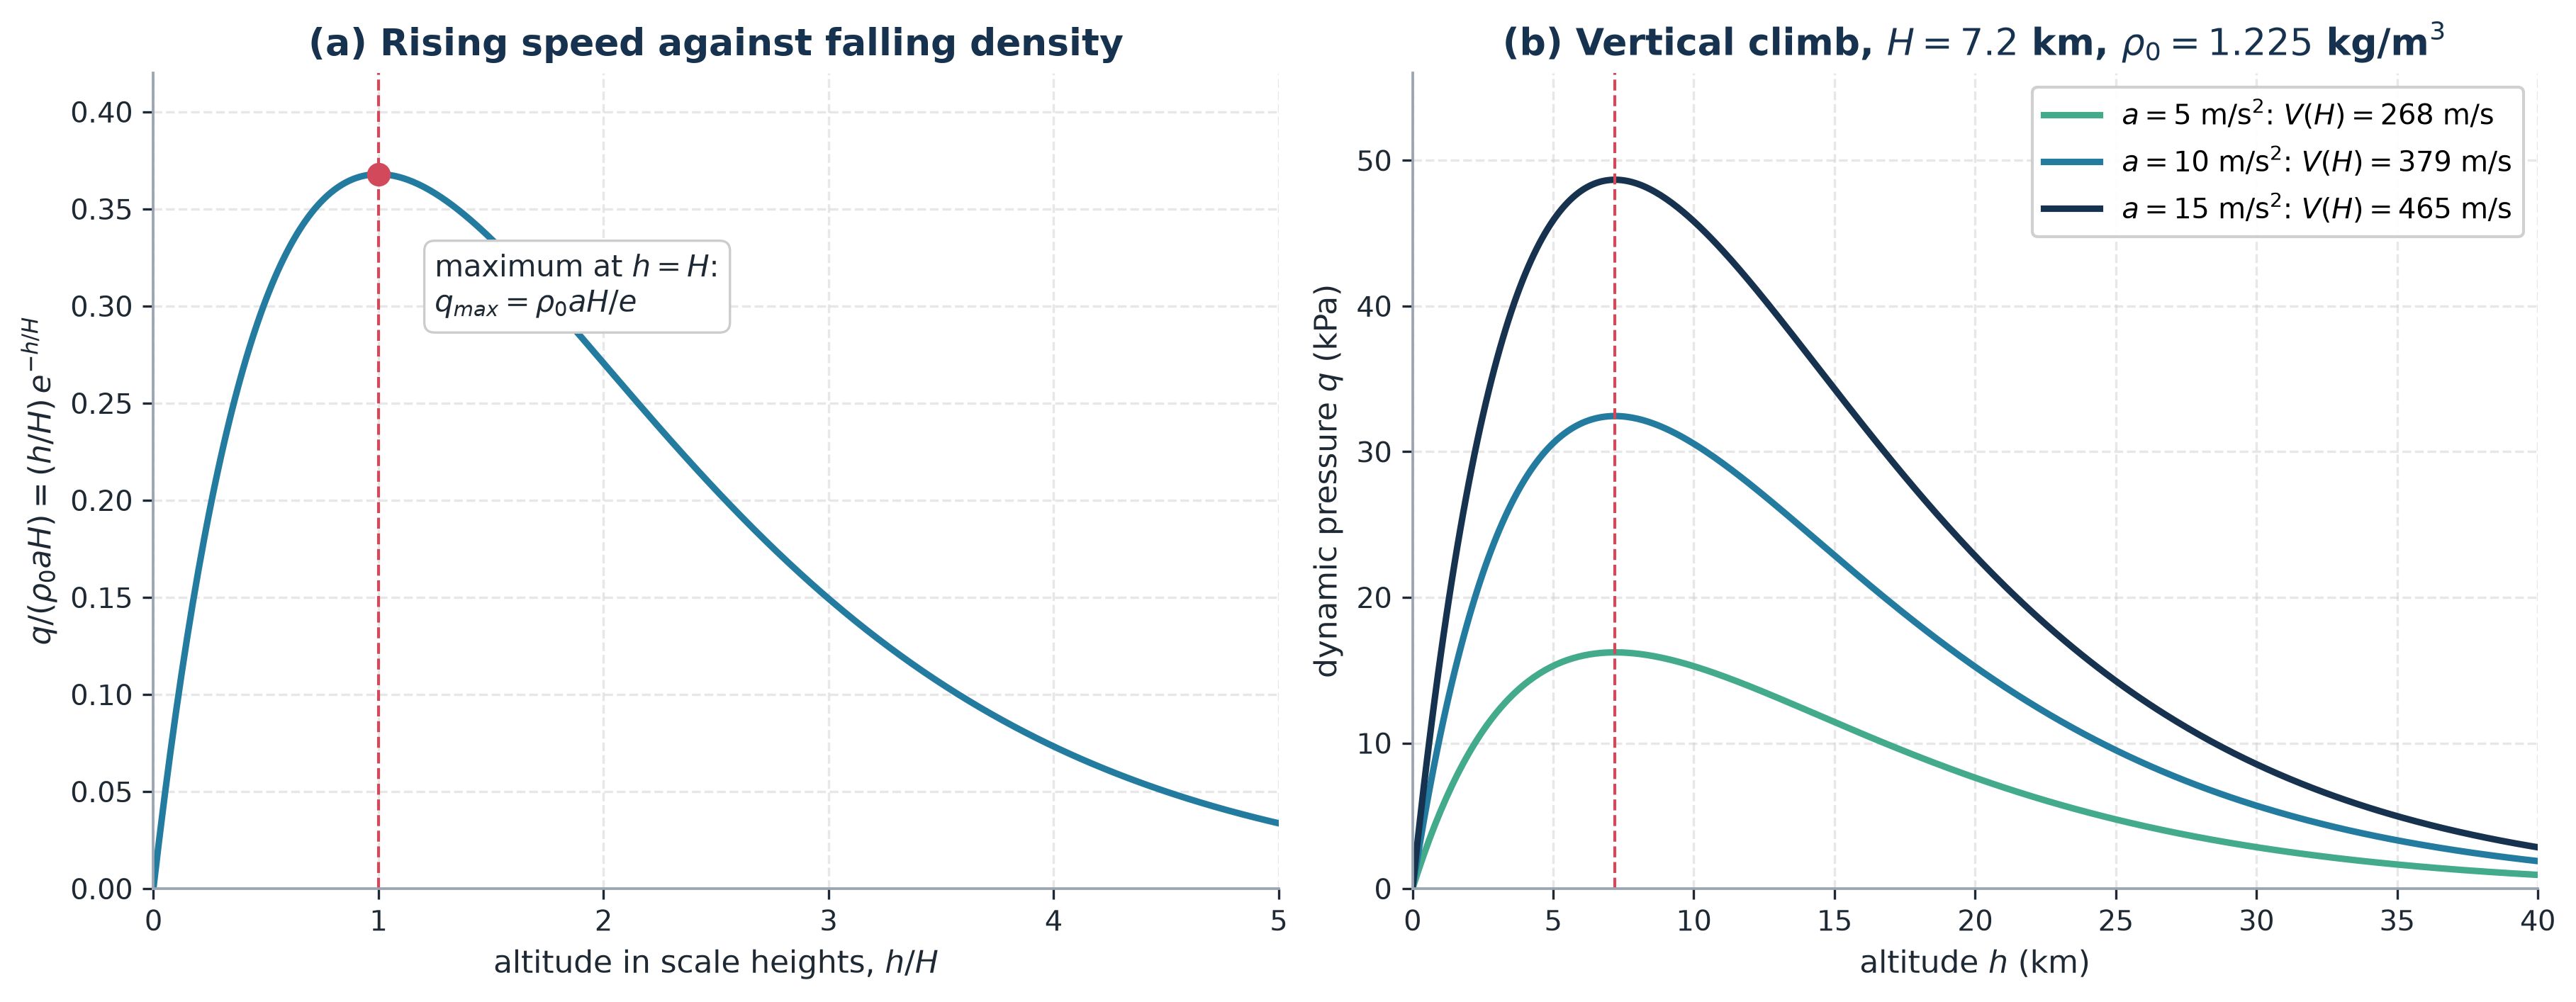 (a) Rising speed against falling density
q/(ρ₀aH) = (h/H) e^{−h/H}
0.40
0.35
0.30
0.25
0.20
0.15
0.10
0.05
0.00
maximum at h = H:
q_{max} = ρ₀aH/e
0 1 2 3 4 5
altitude in scale heights, h/H
(b) Vertical climb, H = 7.2 km, ρ₀ = 1.225 kg/m³
dynamic pressure q (kPa)
50
40
30
20
10
0
a = 5 m/s²: V(H) = 268 m/s
a = 10 m/s²: V(H) = 379 m/s
a = 15 m/s²: V(H) = 465 m/s
0 5 10 15 20 25 30 35 40
altitude h (km)